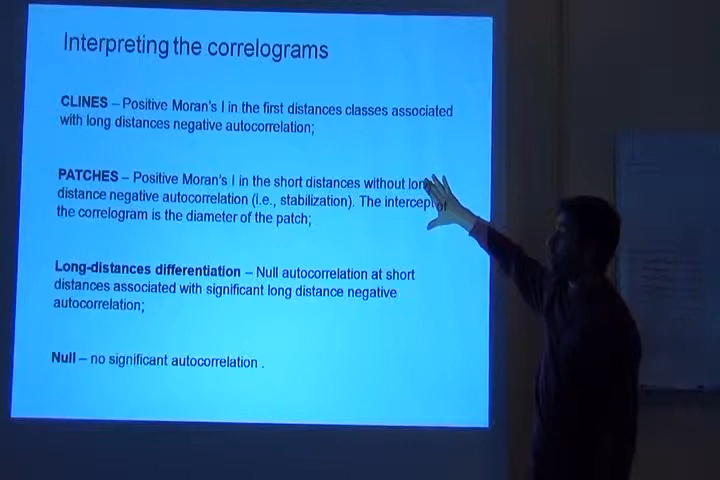 Interpreting the correlograms
CLINES – Positive Moran's I in the first distances classes associated
with long distances negative autocorrelation;
PATCHES – Positive Moran's I in the short distances without long
distance negative autocorrelation (I.e., stabilization). The intercept of
the correlogram is the diameter of the patch;
Long-distances differentiation – Null autocorrelation at short
distances associated with significant long distance negative
autocorrelation;
Null – no significant autocorrelation .